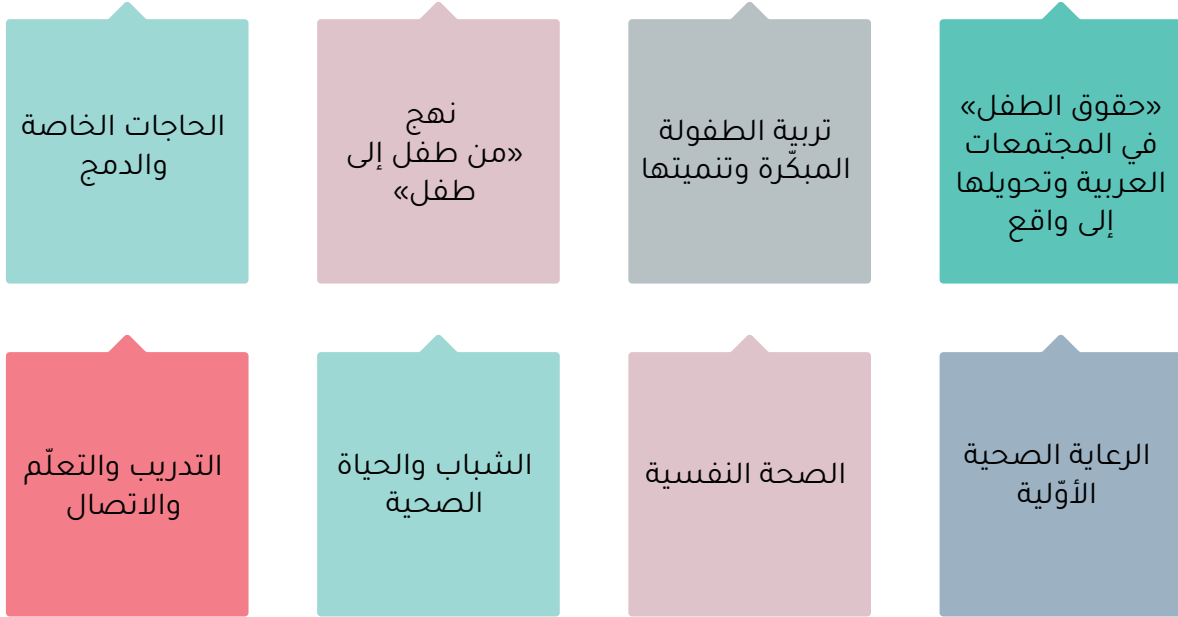 «حقوق الطفل»
في المجتمعات
العربية وتحويلها
إلى واقع
تربية الطفولة
المبكّرة وتنميتها
نهج
«من طفل إلى
طفل»
الحاجات الخاصة
والدمج
الرعاية الصحية
الأوّلية
الصحة النفسية
الشباب والحياة
الصحية
التدريب والتعلّم
والاتصال